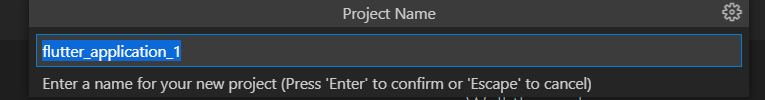 Project Name
flutter_application_1
Enter a name for your new project (Press 'Enter' to confirm or 'Escape' to cancel)